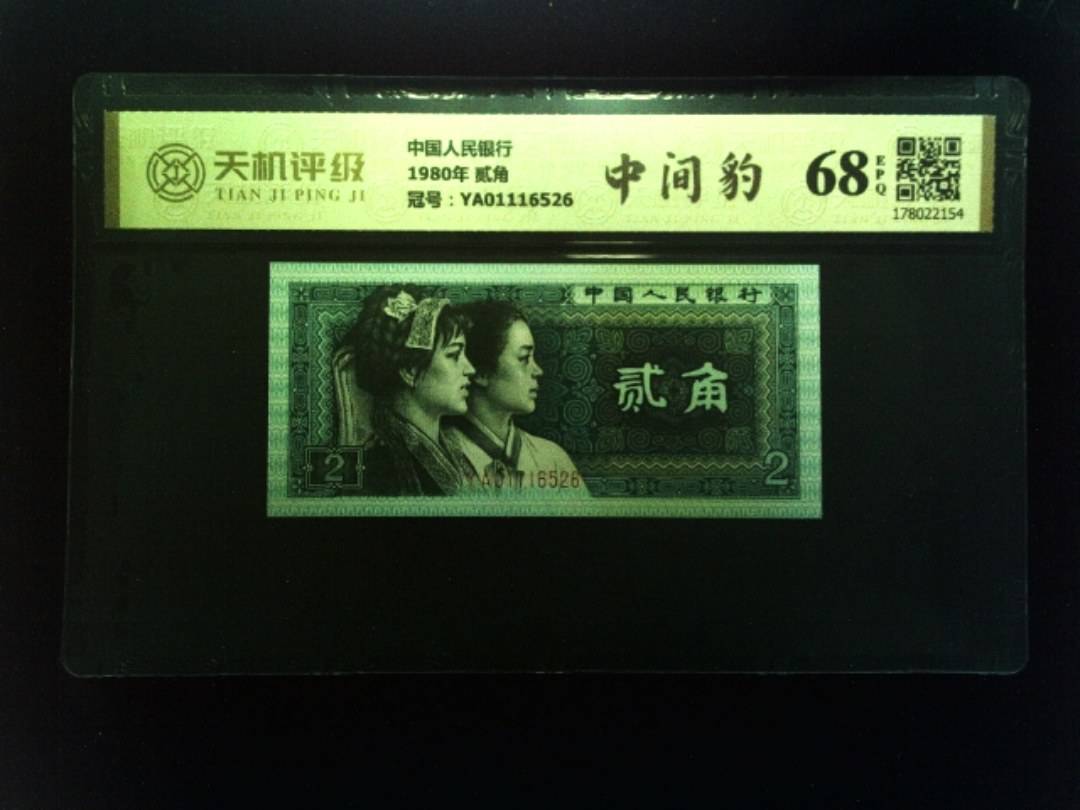 天机评级
TIAN JI PING JI
中国人民银行
1980年 贰角
冠号：YA01116526
中间豹
68
EPQ
178022154
中国人民银行
贰角
2
YA01116526
2